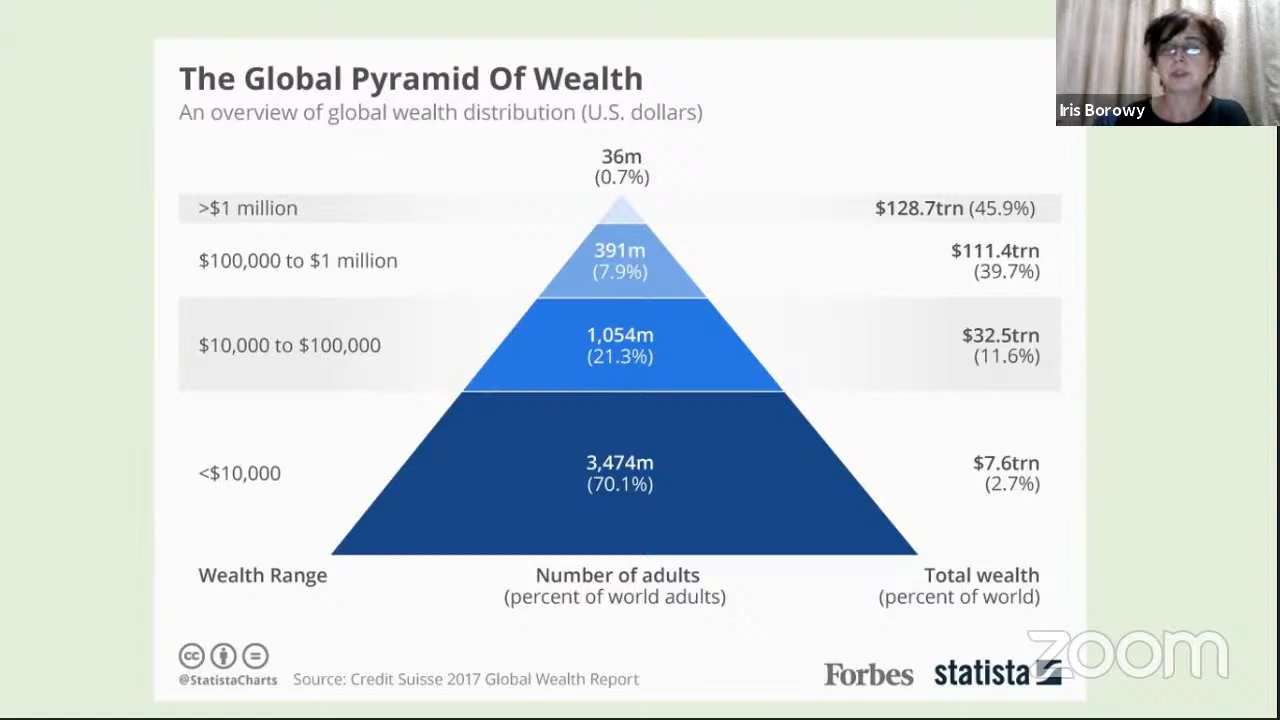 The Global Pyramid Of Wealth
An overview of global wealth distribution (U.S. dollars)
Iris Borowy
36m
(0.7%)
>$1 million
$128.7trn (45.9%)
$100,000 to $1 million
391m
(7.9%)
$111.4trn
(39.7%)
$10,000 to $100,000
1,054m
(21.3%)
$32.5trn
(11.6%)
<$10,000
3,474m
(70.1%)
$7.6trn
(2.7%)
Wealth Range
Number of adults
(percent of world adults)
Total wealth
(percent of world)
cc
@StatistaCharts
Source: Credit Suisse 2017 Global Wealth Report
Forbes
statista
zoom